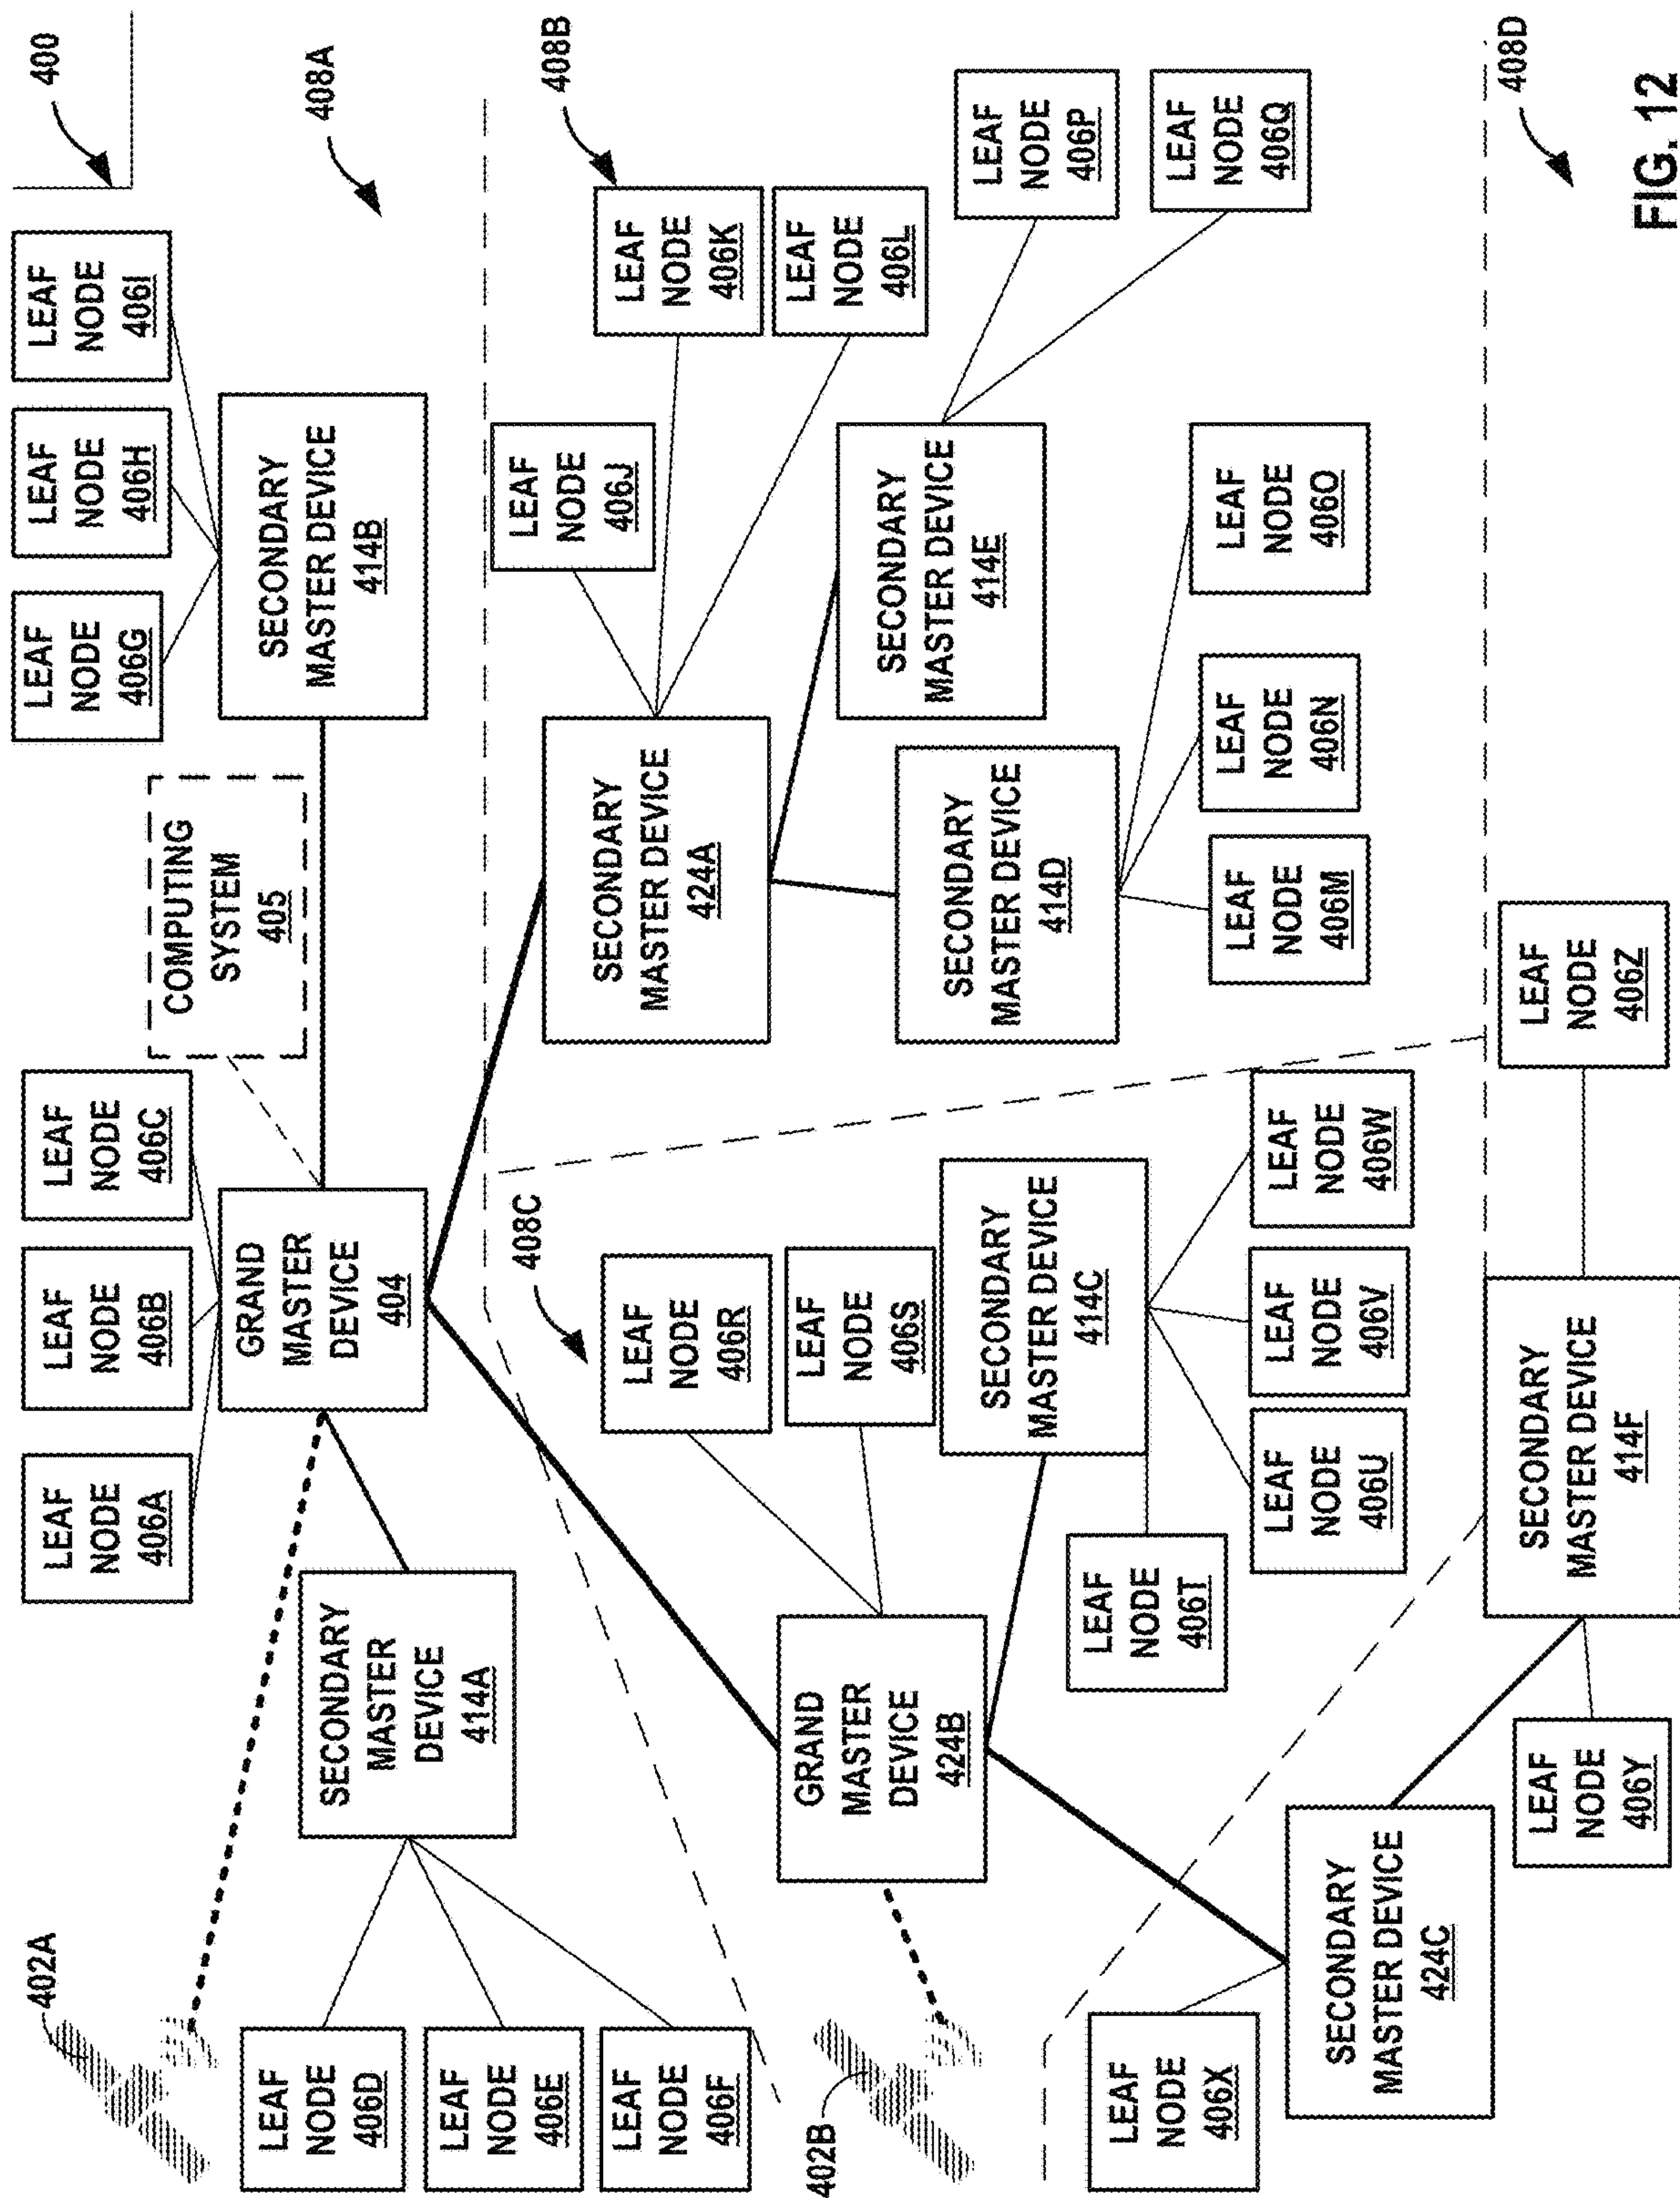 400
402A
LEAF
NODE
406A
LEAF
NODE
406B
LEAF
NODE
406C
LEAF
NODE
406G
LEAF
NODE
406H
LEAF
NODE
406I
COMPUTING
SYSTEM
405
408A
GRAND
MASTER
DEVICE
404
SECONDARY
MASTER DEVICE
414B
SECONDARY
MASTER
DEVICE
414A
LEAF
NODE
406D
LEAF
NODE
406E
LEAF
NODE
406F
408B
LEAF
NODE
406J
LEAF
NODE
406K
LEAF
NODE
406L
SECONDARY
MASTER DEVICE
424A
408C
LEAF
NODE
406R
LEAF
NODE
406S
GRAND
MASTER
DEVICE
424B
402B
SECONDARY
MASTER DEVICE
414C
SECONDARY
MASTER DEVICE
414D
SECONDARY
MASTER DEVICE
414E
LEAF
NODE
406P
LEAF
NODE
406Q
LEAF
NODE
406T
LEAF
NODE
406U
LEAF
NODE
406V
LEAF
NODE
406W
LEAF
NODE
406M
LEAF
NODE
406N
LEAF
NODE
406O
LEAF
NODE
406X
SECONDARY
MASTER DEVICE
424C
LEAF
NODE
406Y
SECONDARY
MASTER DEVICE
414F
LEAF
NODE
406Z
408D
FIG. 12